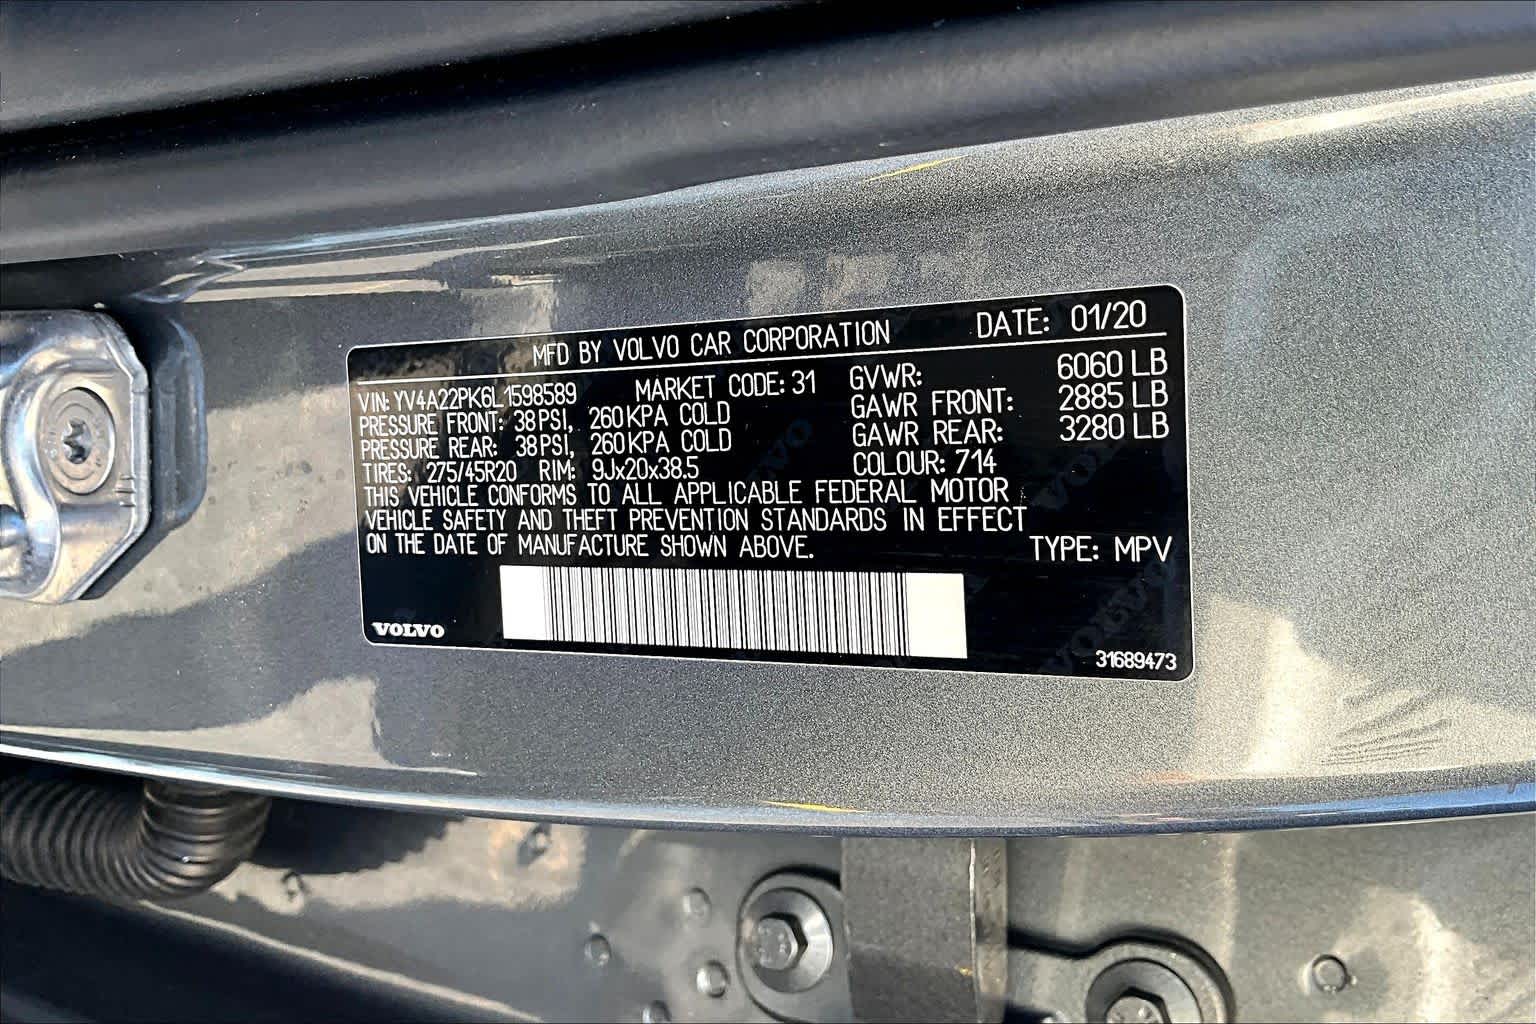 MFD BY VOLVO CAR CORPORATION DATE: 01/20
VIN: YV4A22PK6L1598589 MARKET CODE: 31 GVWR: 6060 LB
PRESSURE FRONT: 38 PSI, 260 KPA COLD GAWR FRONT: 2885 LB
PRESSURE REAR: 38 PSI, 260 KPA COLD GAWR REAR: 3280 LB
TIRES: 275/45R20 RIM: 9Jx20x38.5 COLOUR: 714
THIS VEHICLE CONFORMS TO ALL APPLICABLE FEDERAL MOTOR
VEHICLE SAFETY AND THEFT PREVENTION STANDARDS IN EFFECT
ON THE DATE OF MANUFACTURE SHOWN ABOVE. TYPE: MPV
VOLVO
31689473